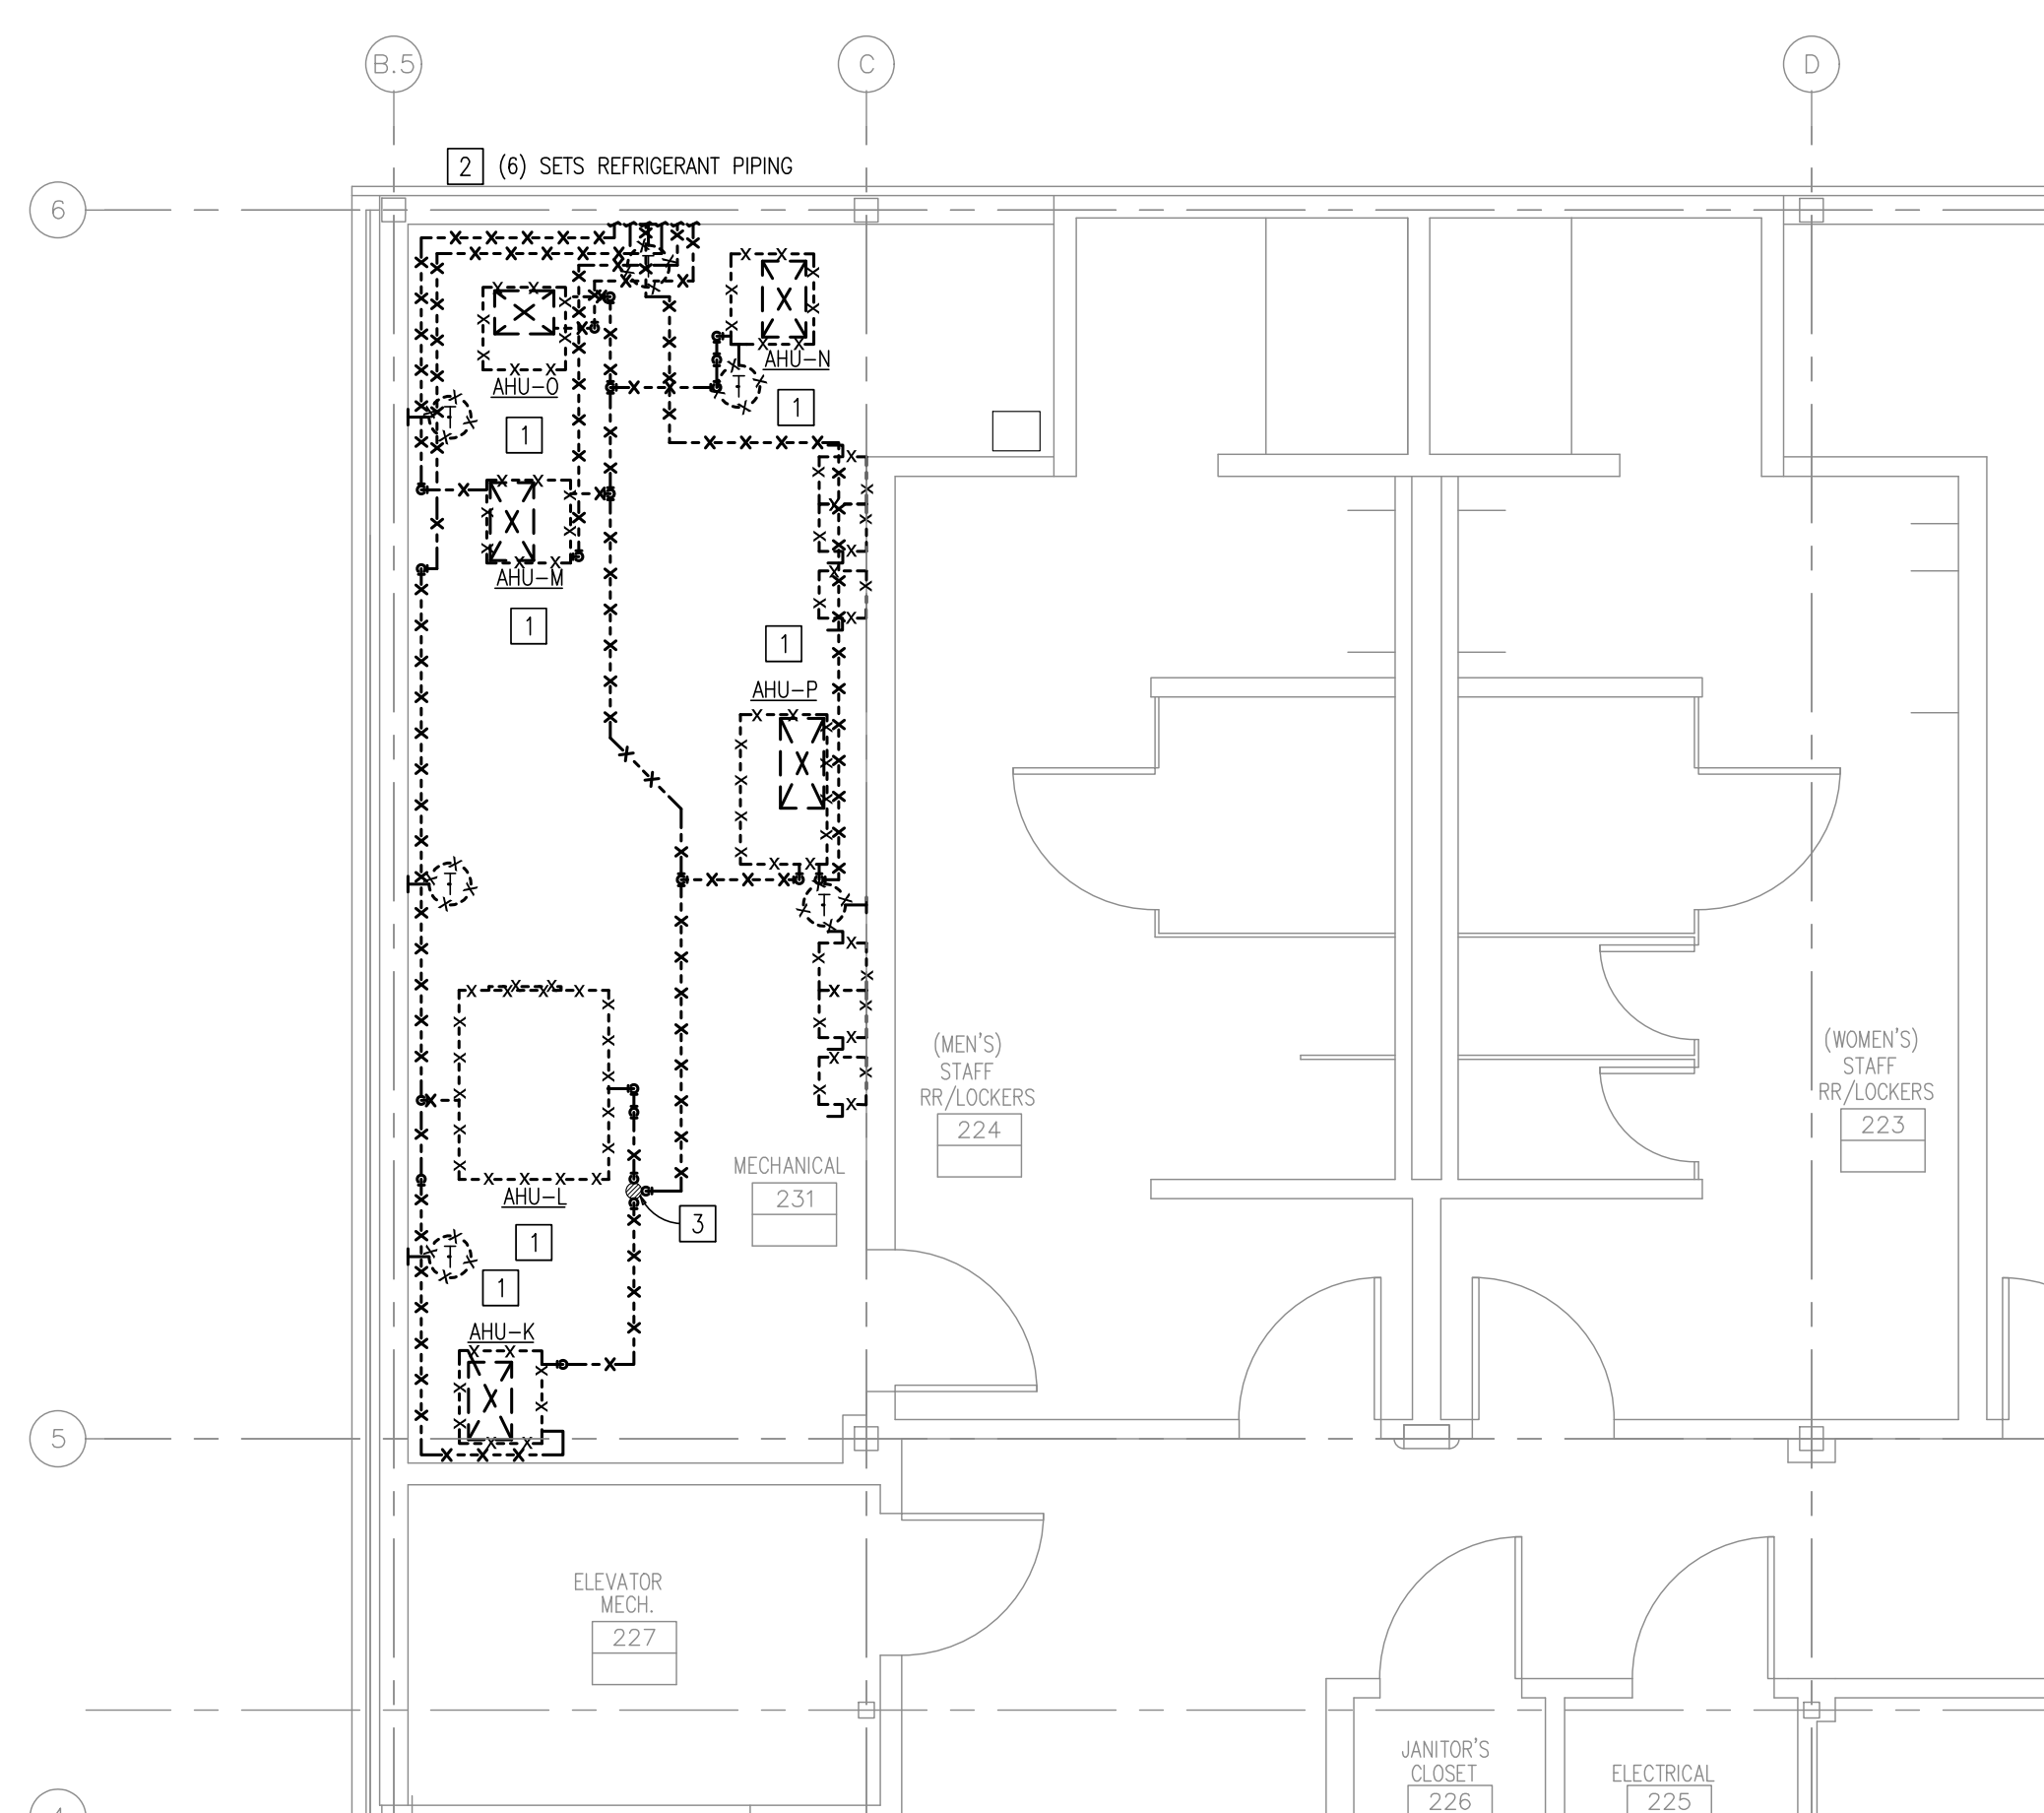 B.5
C
D
2 (6) SETS REFRIGERANT PIPING
6
T
AHU-N
T
1
AHU-O
T
1
AHU-M
1
1
AHU-P
T
T
(MEN'S)
STAFF
RR/LOCKERS
224
(WOMEN'S)
STAFF
RR/LOCKERS
223
MECHANICAL
231
AHU-L
3
1
T
1
AHU-K
5
ELEVATOR
MECH.
227
JANITOR'S
CLOSET
226
ELECTRICAL
225